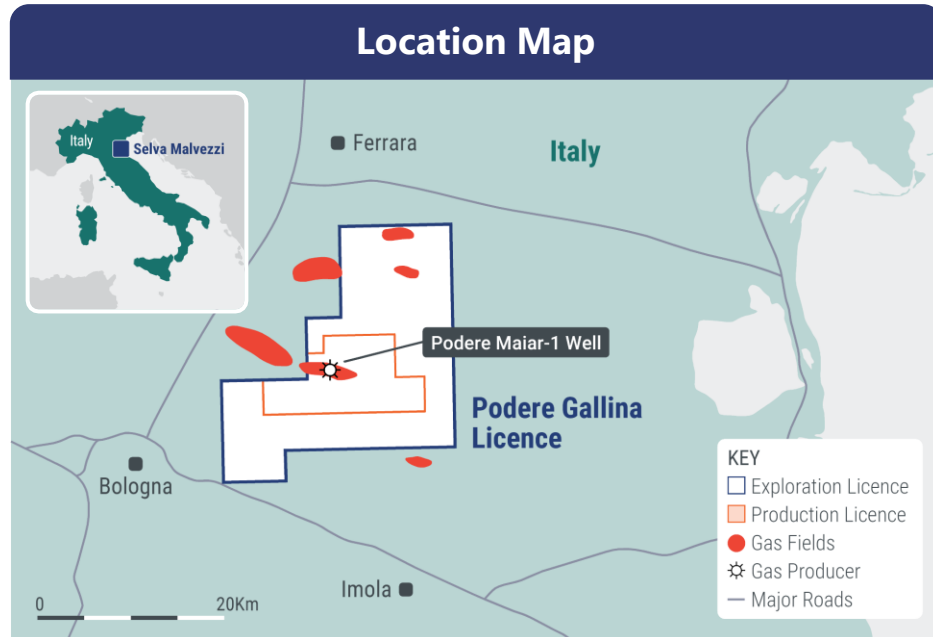 Location Map
Italy
Selva Malvezzi
Ferrara
Italy
Podere Maiar-1 Well
Podere Gallina
Licence
Bologna
Imola
0 20Km
KEY
Exploration Licence
Production Licence
Gas Fields
Gas Producer
Major Roads